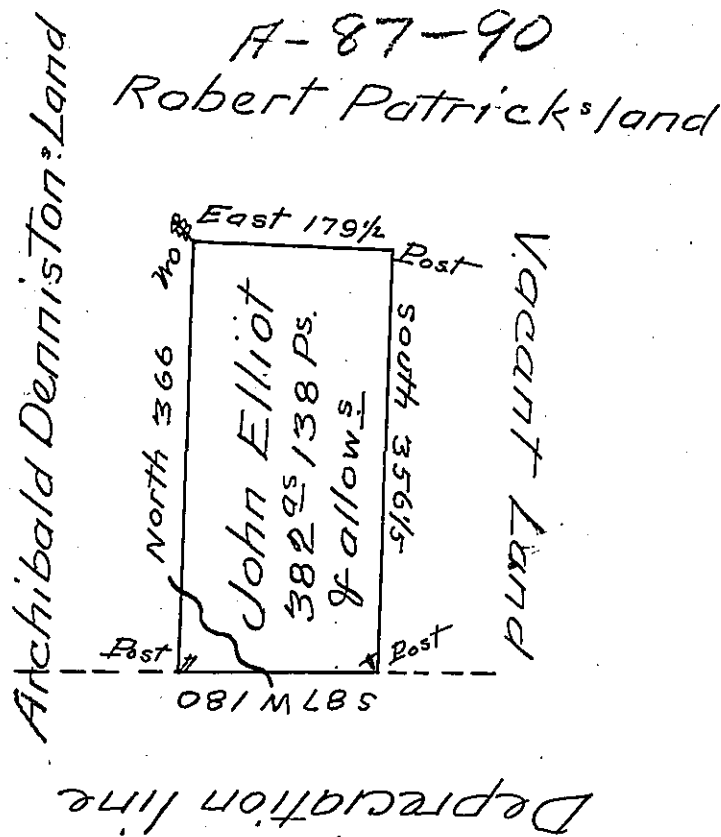 A-87-90
Robert Patrick's land
Archibald Denniston's Land
Wo
East 179½
Post
North 366
John Elliot
382 as 138 Ps.
& allows
South 356⅕
Vacant Land
Post
Post
S87W 180
Depreciation line